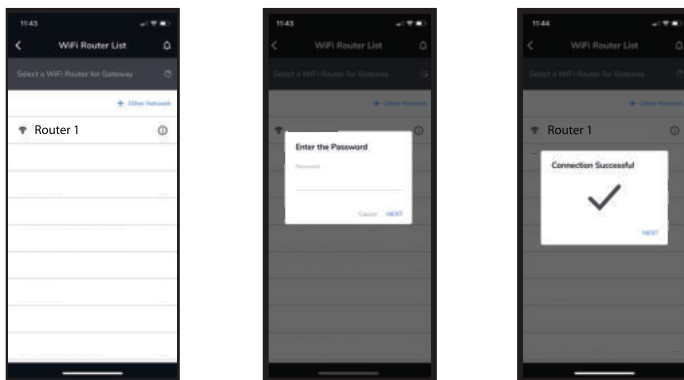 11:43
WiFi Router List
Select a WiFi Router for Gateway
+ Other Network
Router 1
11:43
WiFi Router List
Select a WiFi Router for Gateway
+ Other Network
Enter the Password
Password
Cancel NEXT
11:44
WiFi Router List
Select a WiFi Router for Gateway
+ Other Network
Router 1
Connection Successful
NEXT